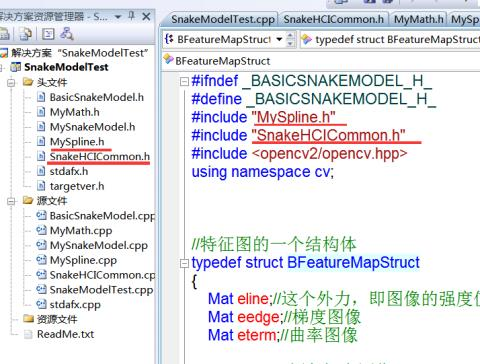 解决方案资源管理器 - S...
解决方案 "SnakeModelTest"
SnakeModelTest
头文件
BasicSnakeModel.h
MyMath.h
MySnakeModel.h
MySpline.h
SnakeHCICommon.h
stdafx.h
targetver.h
源文件
BasicSnakeModel.cpp
MyMath.cpp
MySnakeModel.cpp
MySpline.cpp
SnakeHCICommon.cpp
SnakeModelTest.cpp
stdafx.cpp
资源文件
ReadMe.txt
SnakeModelTest.cpp SnakeHCICommon.h MyMath.h MySp
BFeatureMapStruct typedef struct BFeatureMapStruct
BFeatureMapStruct
#ifndef _BASICSNAKEMODEL_H_
#define _BASICSNAKEMODEL_H_
#include "MySpline.h"
#include "SnakeHCICommon.h"
#include <opencv2/opencv.hpp>
using namespace cv;
//特征图的一个结构体
typedef struct BFeatureMapStruct
{
Mat eline;//这个外力，即图像的强度
Mat eedge;//梯度图像
Mat eterm;//曲率图像